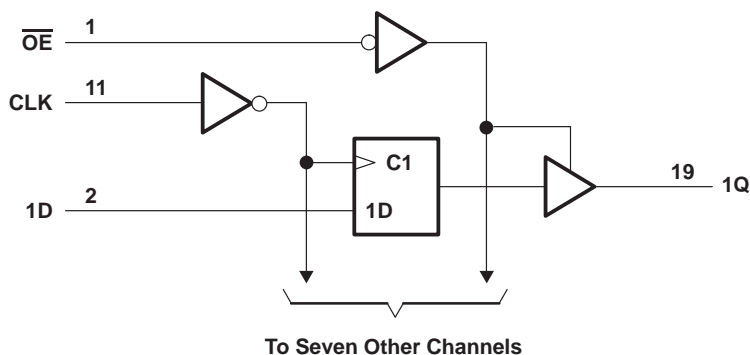 OE 1
CLK 11
C1
1D 2
1D
19 1Q
To Seven Other Channels